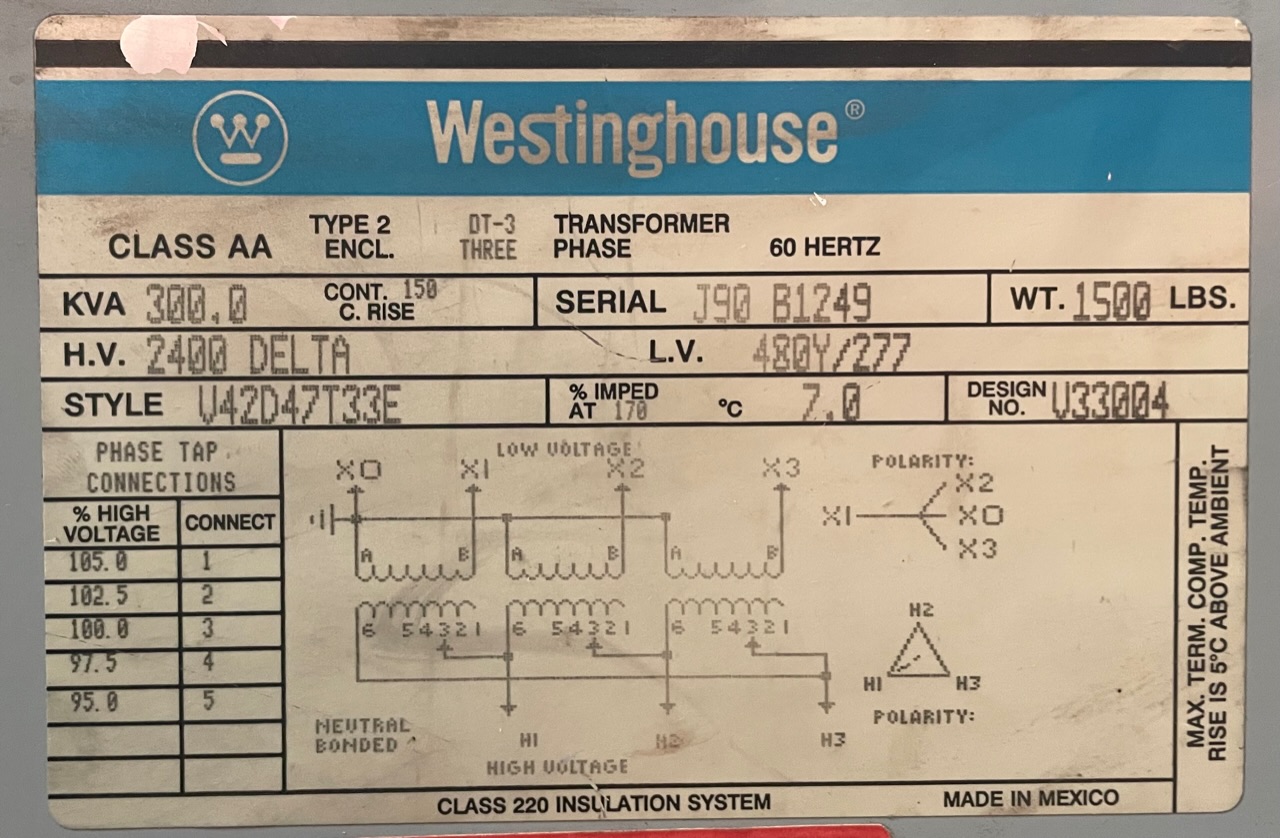 W
Westinghouse®
CLASS AA TYPE 2 ENCL. DT-3 THREE TRANSFORMER PHASE 60 HERTZ
KVA 300.0 CONT. 150 C. RISE SERIAL J90 B1249 WT. 1500 LBS.
H.V. 2400 DELTA L.V. 480Y/277
STYLE V42D47T33E % IMPED AT 170 °C 7.0 DESIGN NO. V33004
PHASE TAP
CONNECTIONS
% HIGH VOLTAGE CONNECT
105.0 1
102.5 2
100.0 3
97.5 4
95.0 5
LOW VOLTAGE
X0 X1 X2 X3
A B A B A B
6 54321 6 54321 6 54321
NEUTRAL
BONDED
H1 H2 H3
HIGH VOLTAGE
POLARITY:
X2
X1 X0
X3
H2
H1 H3
POLARITY:
MAX. TERM. COMP. TEMP.
RISE IS 5°C ABOVE AMBIENT
CLASS 220 INSULATION SYSTEM MADE IN MEXICO